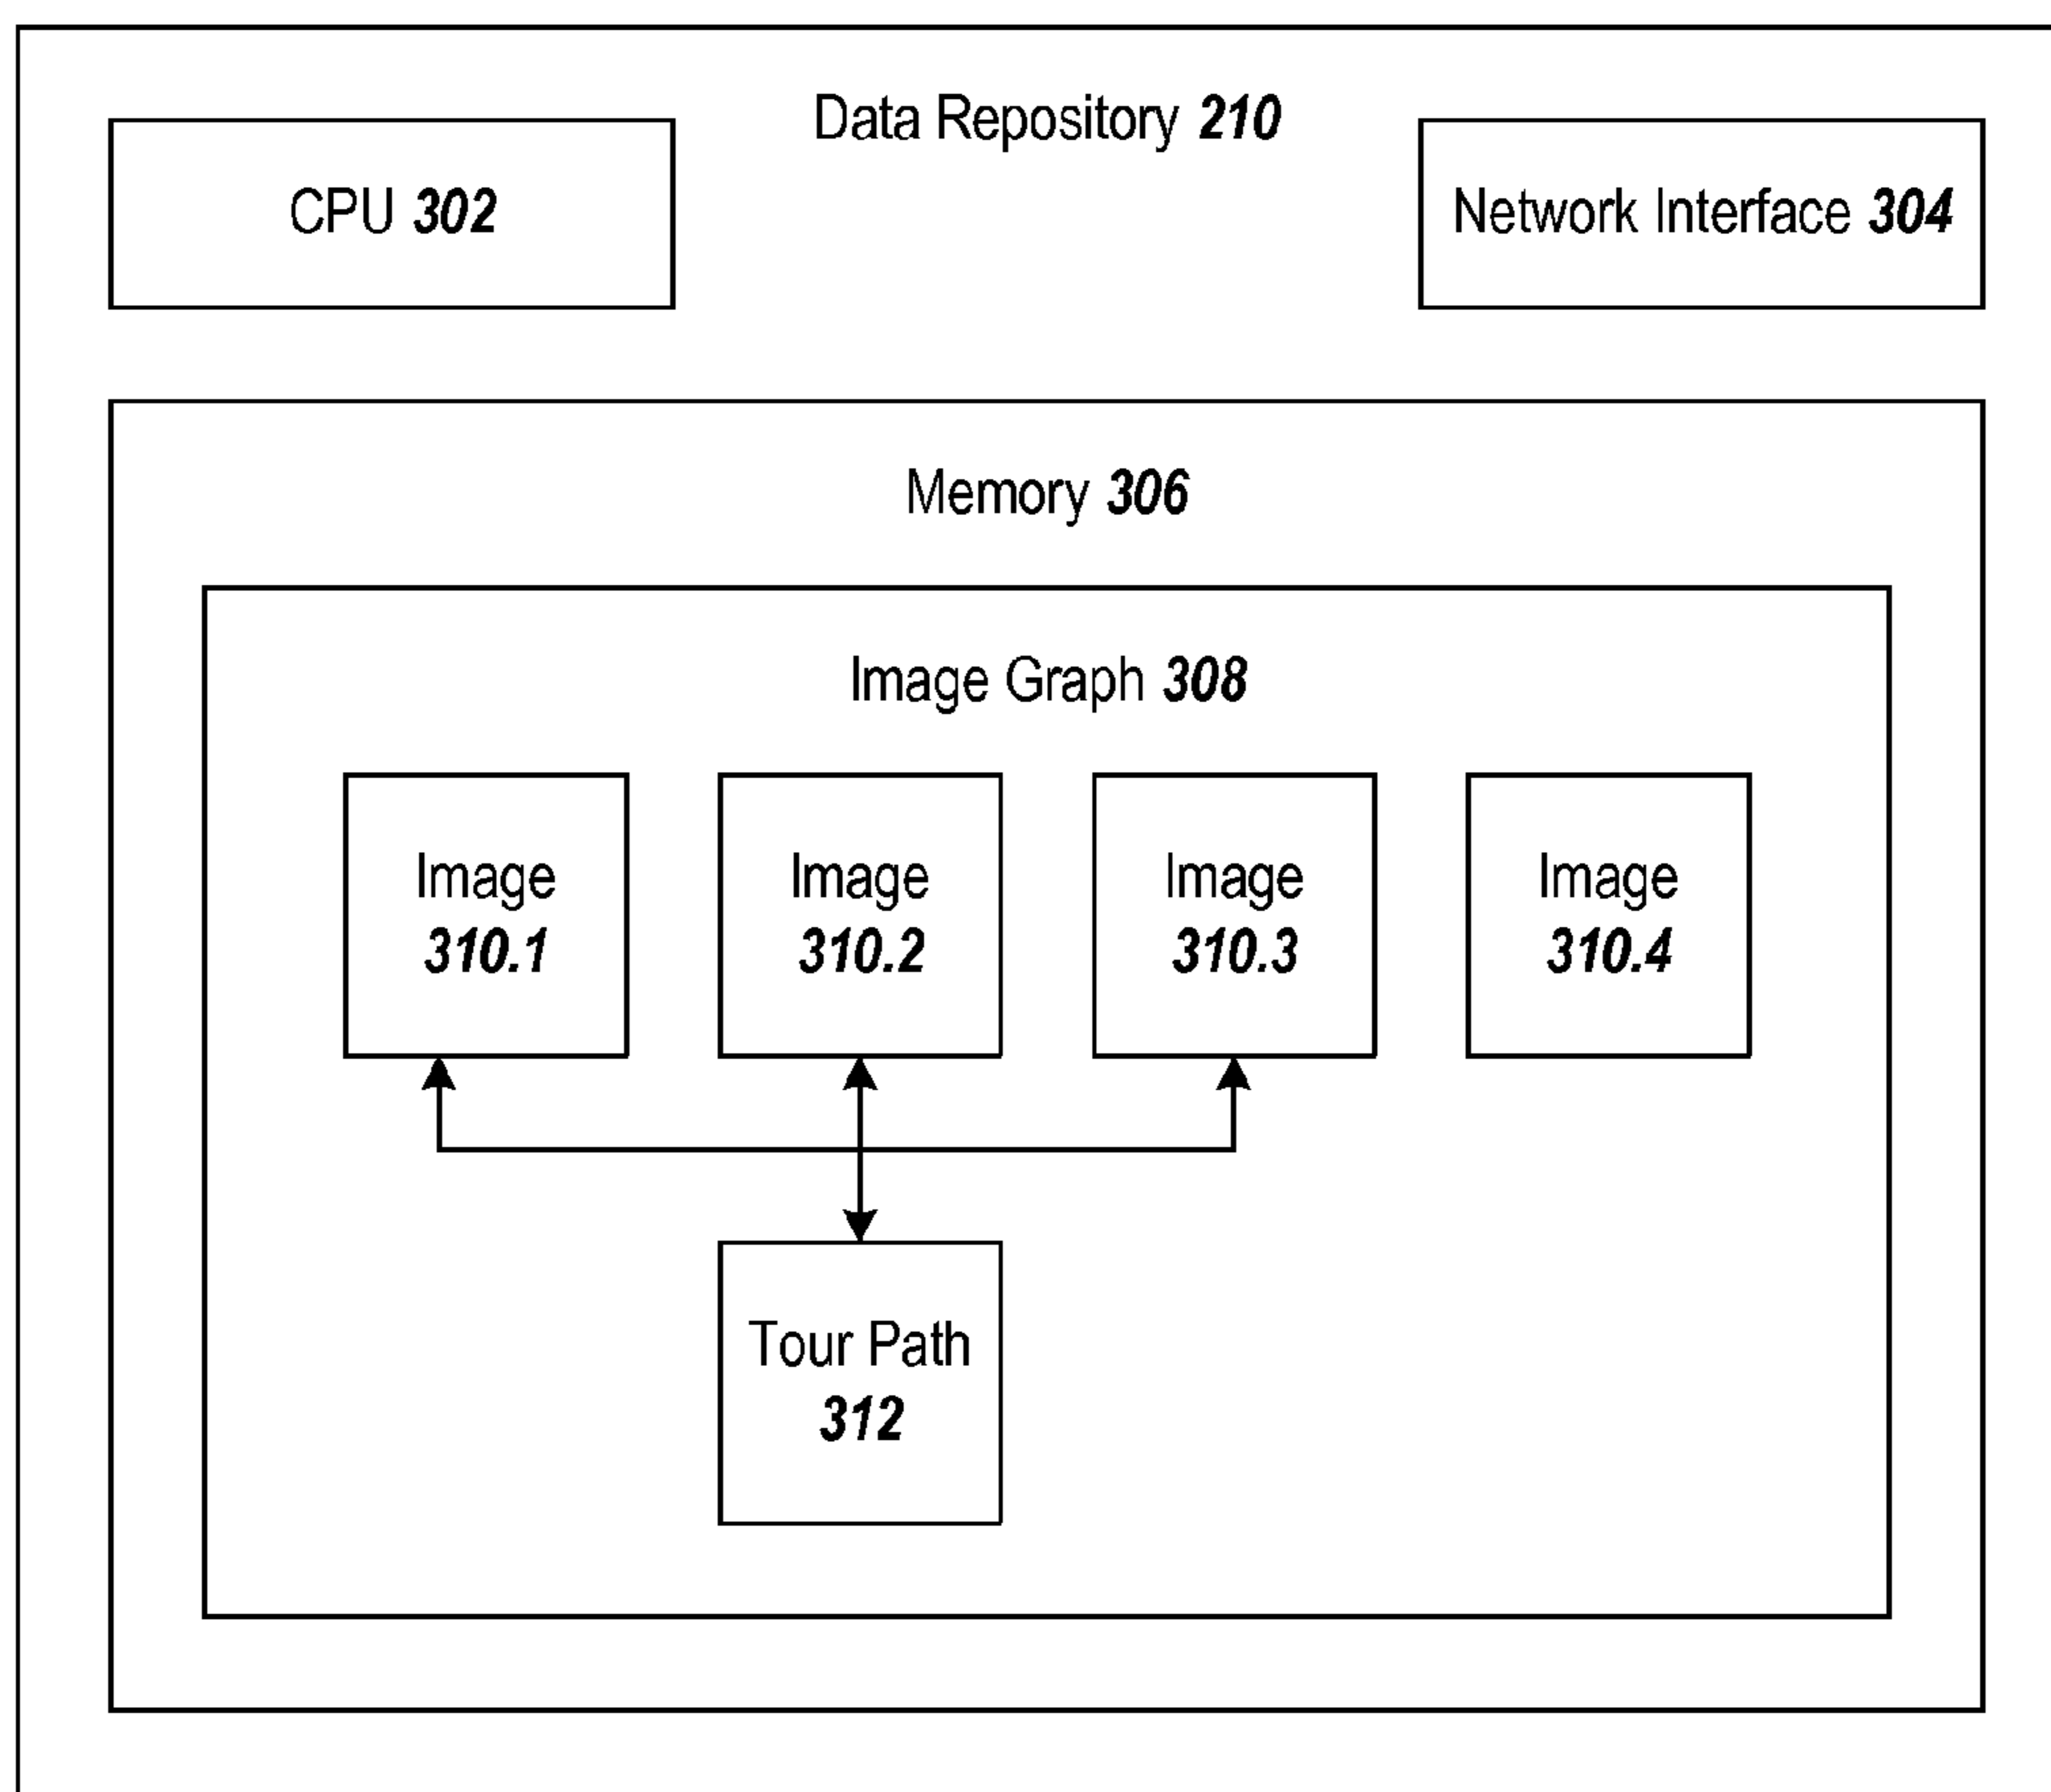 Data Repository 210
CPU 302
Network Interface 304
Memory 306
Image Graph 308
Image
310.1
Image
310.2
Image
310.3
Image
310.4
Tour Path
312